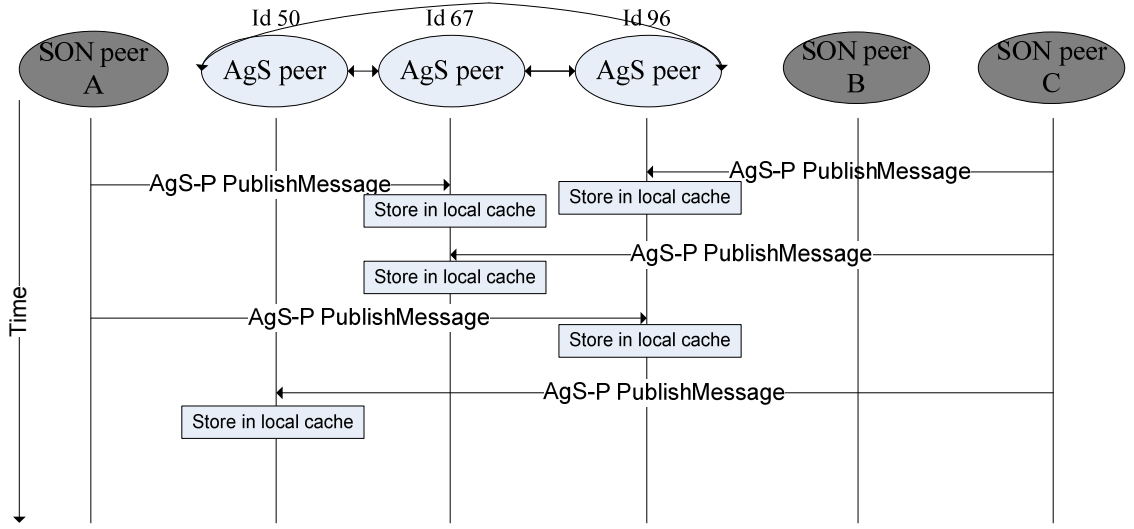 Id 50
Id 67
Id 96
SON peer
A
AgS peer
AgS peer
AgS peer
SON peer
B
SON peer
C
AgS-P PublishMessage
AgS-P PublishMessage
Store in local cache
Store in local cache
AgS-P PublishMessage
Store in local cache
AgS-P PublishMessage
Store in local cache
AgS-P PublishMessage
Store in local cache
Time